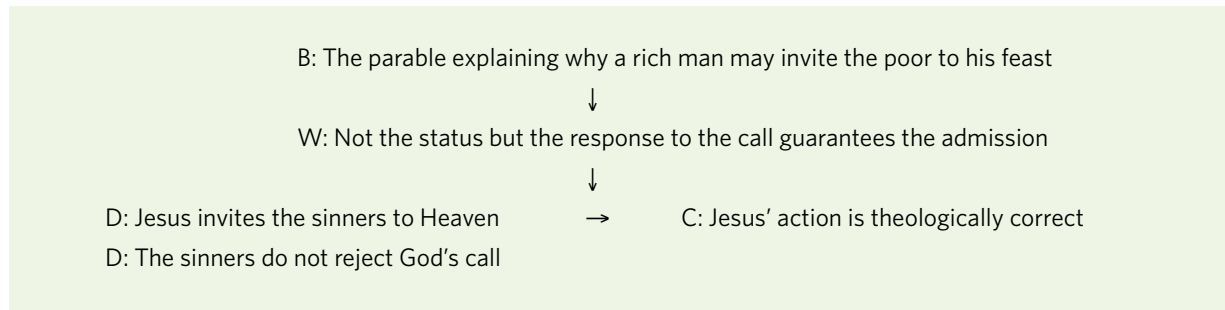 B: The parable explaining why a rich man may invite the poor to his feast
↓
W: Not the status but the response to the call guarantees the admission
↓
D: Jesus invites the sinners to Heaven → C: Jesus’ action is theologically correct
D: The sinners do not reject God’s call